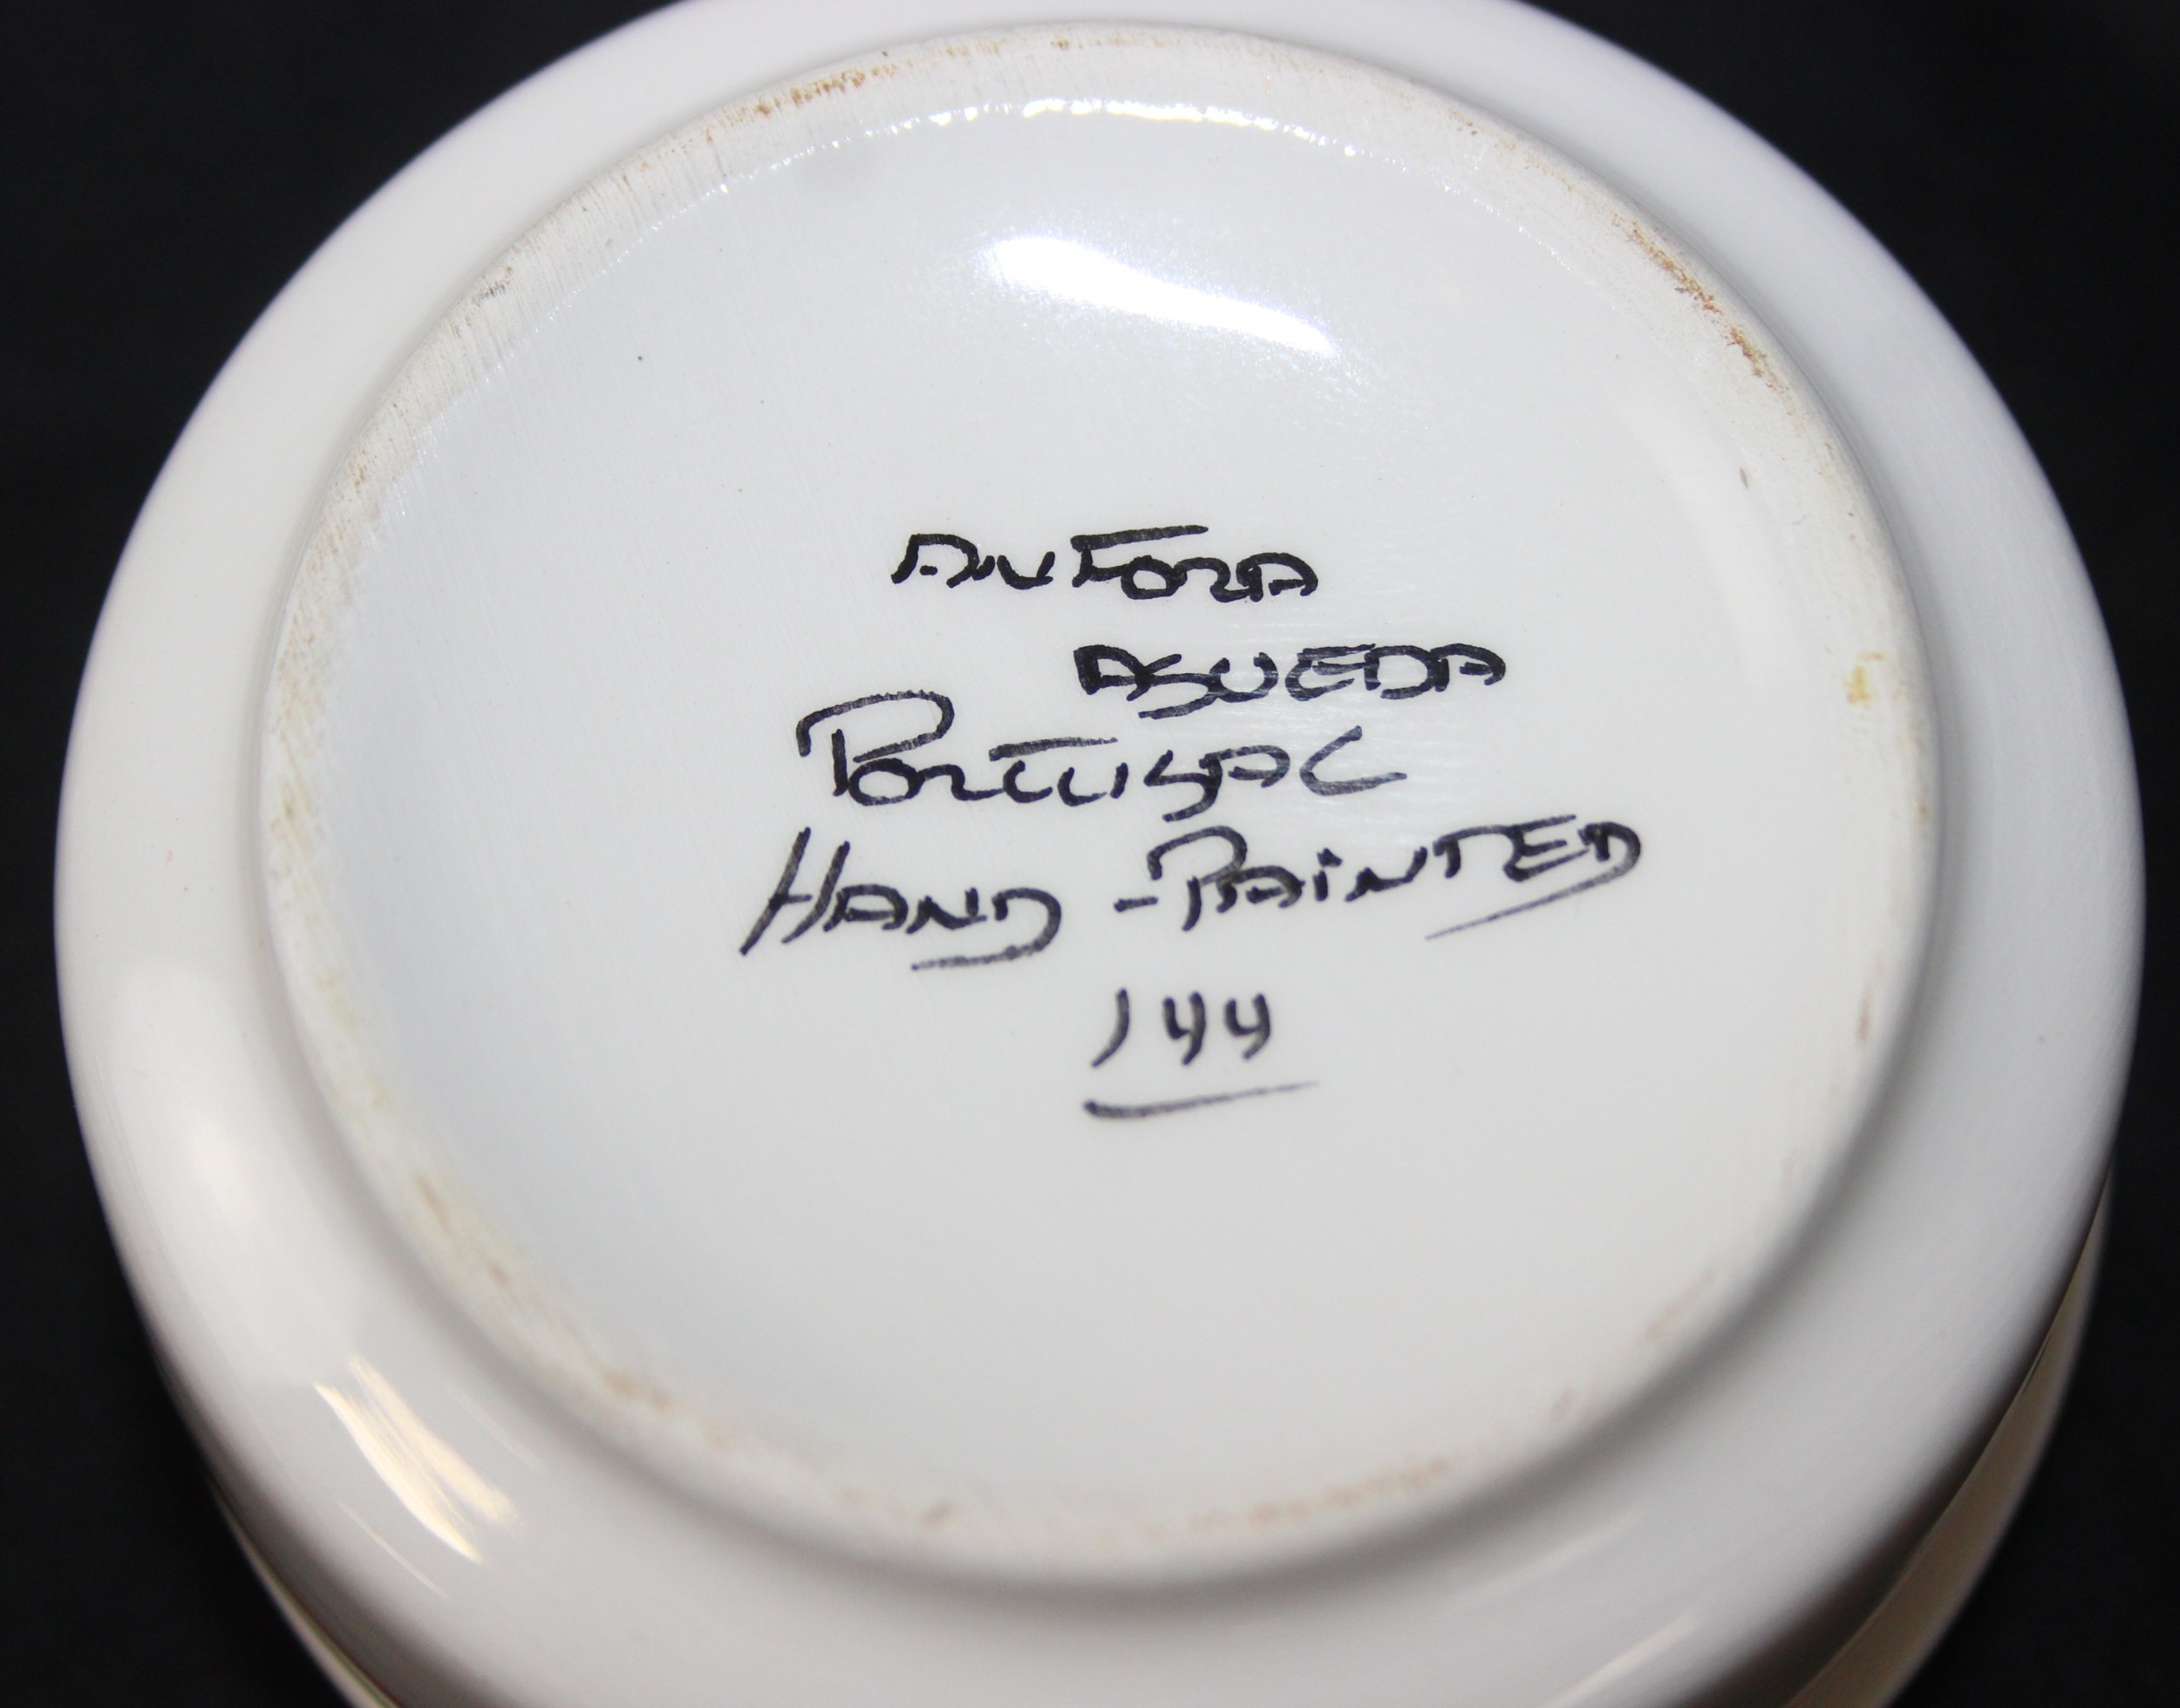 ANFORA
AGUEDA
PORTUGAL
HAND-PAINTED
144